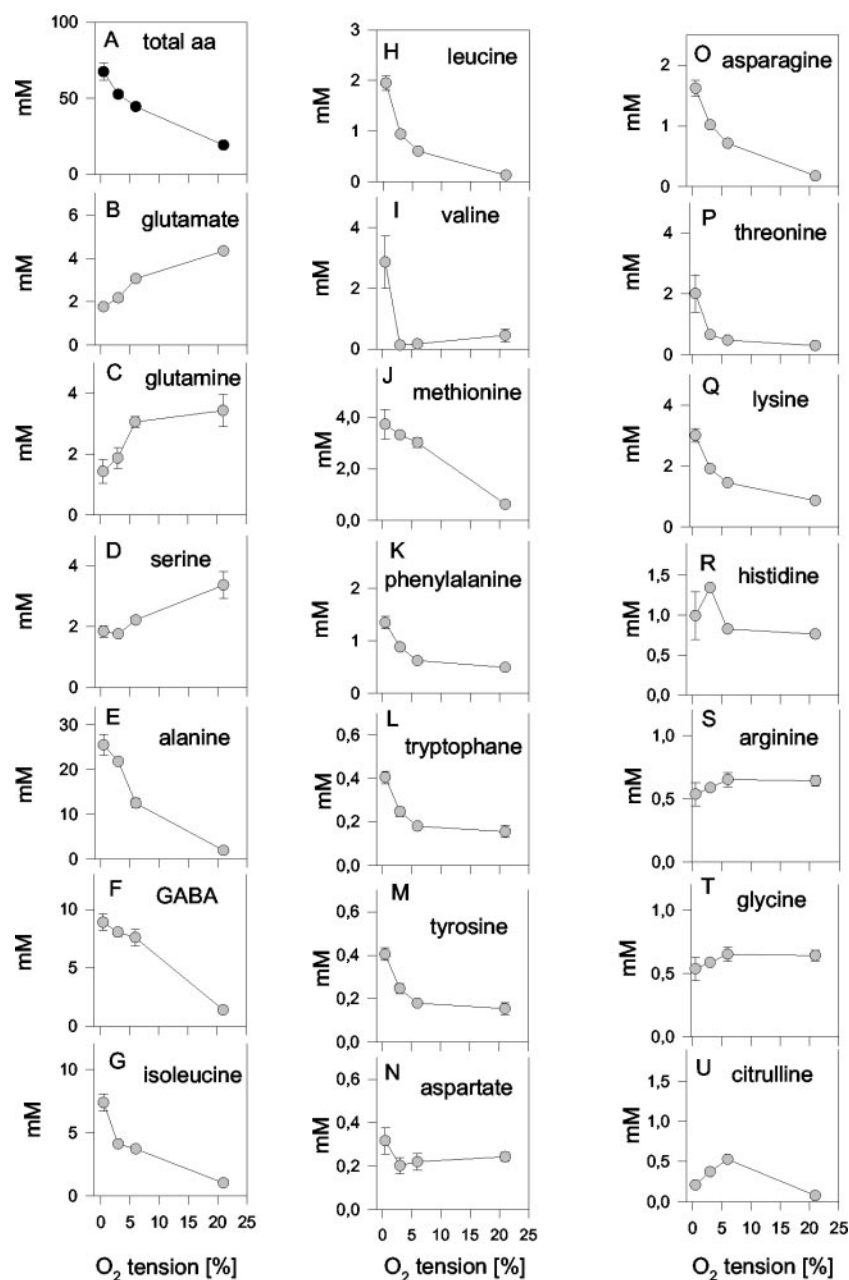 A total aa
100
50
0
mM
B glutamate
6
4
2
0
mM
C glutamine
4
2
0
mM
D serine
4
2
0
mM
E alanine
30
20
10
0
mM
F GABA
10
5
0
mM
G isoleucine
10
5
0
mM
0 5 10 15 20 25
O2 tension [%]
H leucine
3
2
1
0
mM
I valine
4
2
0
mM
J methionine
4,0
2,0
0,0
mM
K phenylalanine
2
1
0
mM
L tryptophane
0,6
0,4
0,2
0,0
mM
M tyrosine
0,6
0,4
0,2
0,0
mM
N aspartate
0,6
0,4
0,2
0,0
mM
0 5 10 15 20 25
O2 tension [%]
O asparagine
2
1
0
mM
P threonine
4
2
0
mM
Q lysine
4
2
0
mM
R histidine
1,5
1,0
0,5
0,0
mM
S arginine
1,0
0,5
0,0
mM
T glycine
1,0
0,5
0,0
mM
U citrulline
1,5
1,0
0,5
0,0
mM
0 5 10 15 20 25
O2 tension [%]